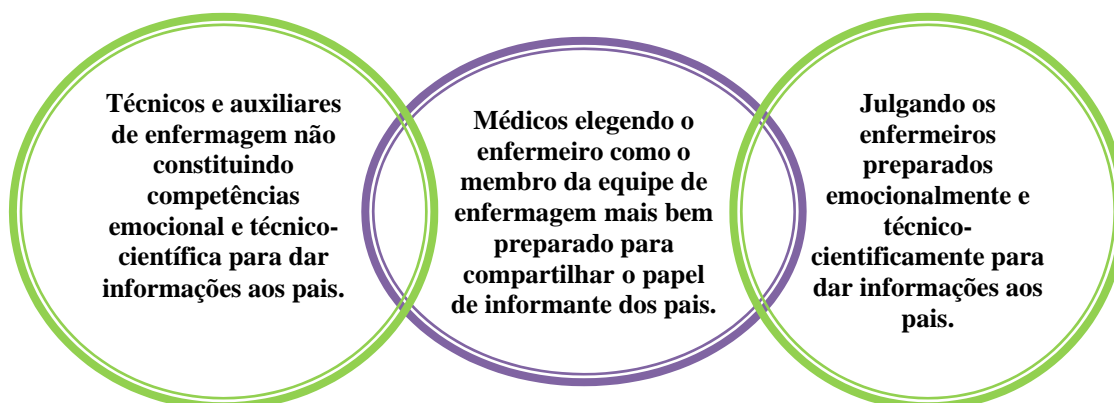 Técnicos e auxiliares
de enfermagem não
constituindo
competências
emocional e técnico-
científica para dar
informações aos pais.
Médicos elegendo o
enfermeiro como o
membro da equipe de
enfermagem mais bem
preparado para
compartilhar o papel
de informante dos pais.
Julgando os
enfermeiros
preparados
emocionalmente e
técnico-
cientificamente para
dar informações aos
pais.